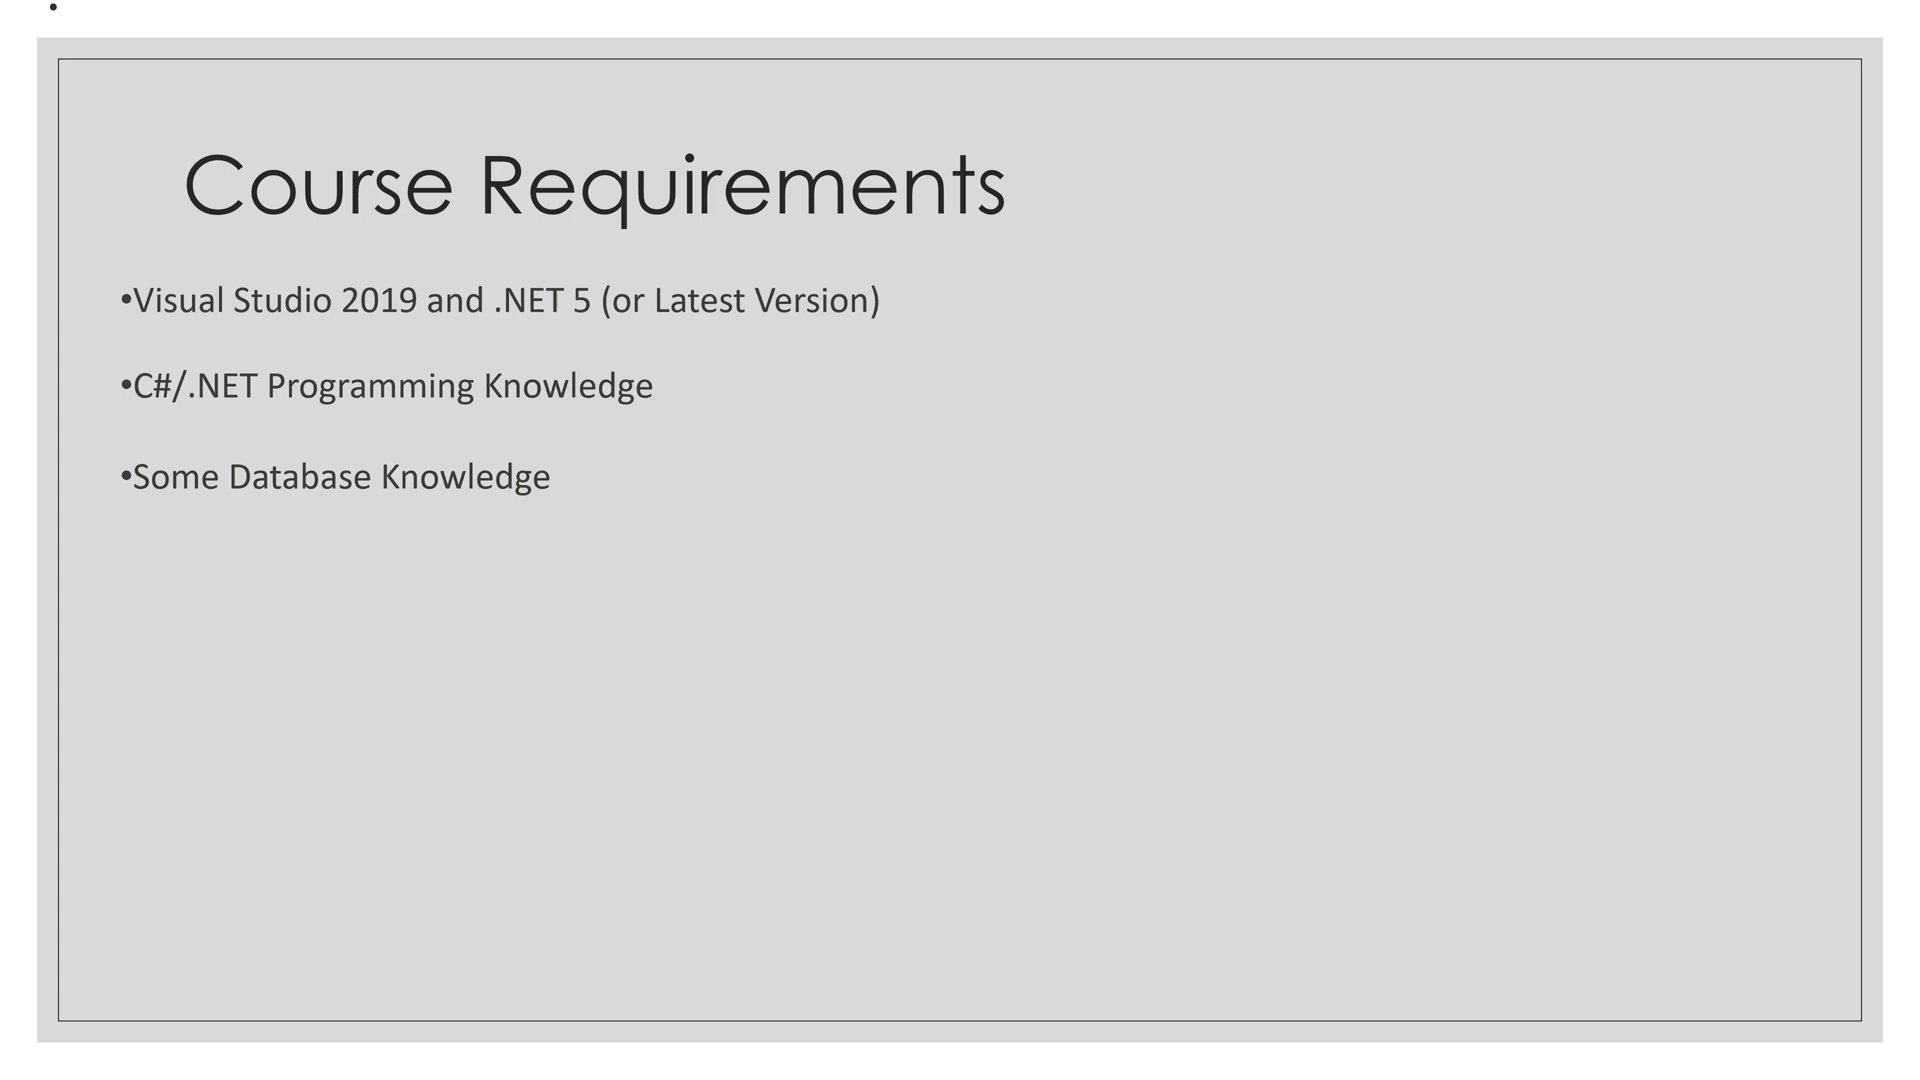 Course Requirements
•Visual Studio 2019 and .NET 5 (or Latest Version)
•C#/.NET Programming Knowledge
•Some Database Knowledge